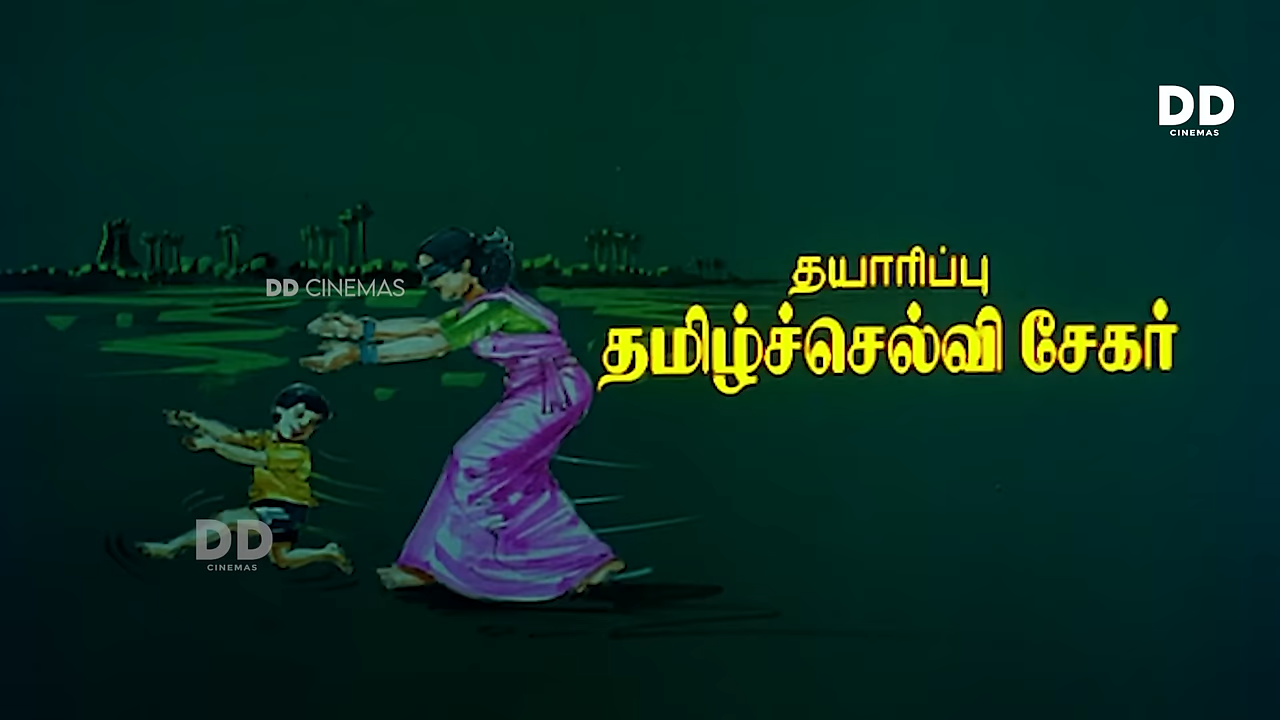 DD
CINEMAS
தயாரிப்பு
DD CINEMAS
தமிழ்ச்செல்வி சேகர்
DD
CINEMAS